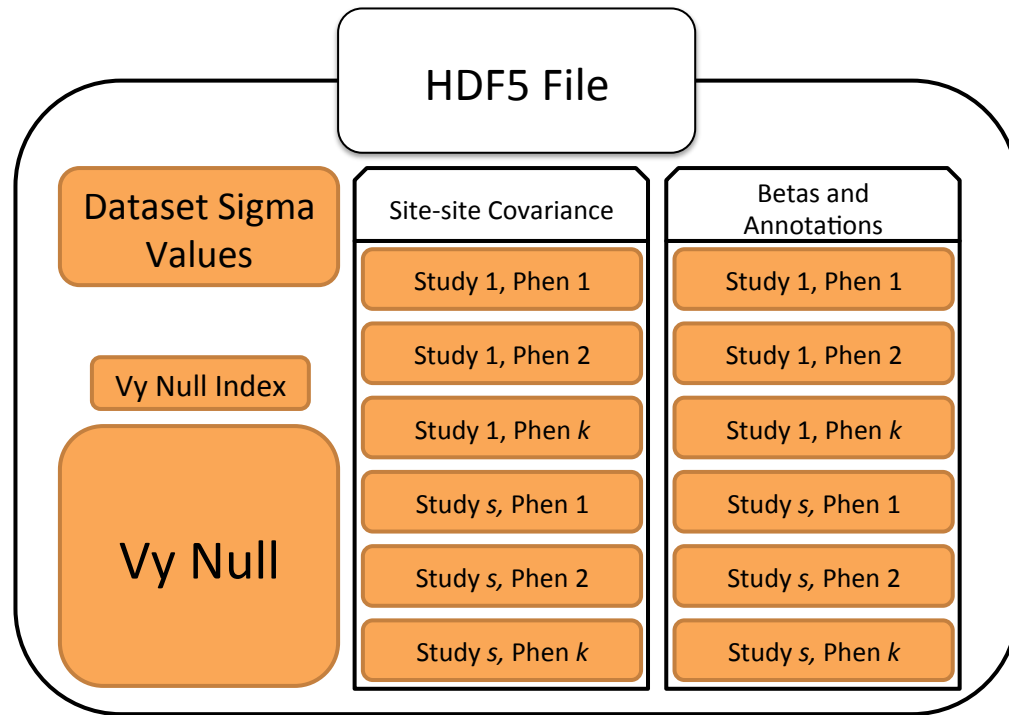 HDF5 File
Dataset Sigma
Values
Vy Null Index
Vy Null
Site-site Covariance
Study 1, Phen 1
Study 1, Phen 2
Study 1, Phen k
Study s, Phen 1
Study s, Phen 2
Study s, Phen k
Betas and
Annotations
Study 1, Phen 1
Study 1, Phen 2
Study 1, Phen k
Study s, Phen 1
Study s, Phen 2
Study s, Phen k